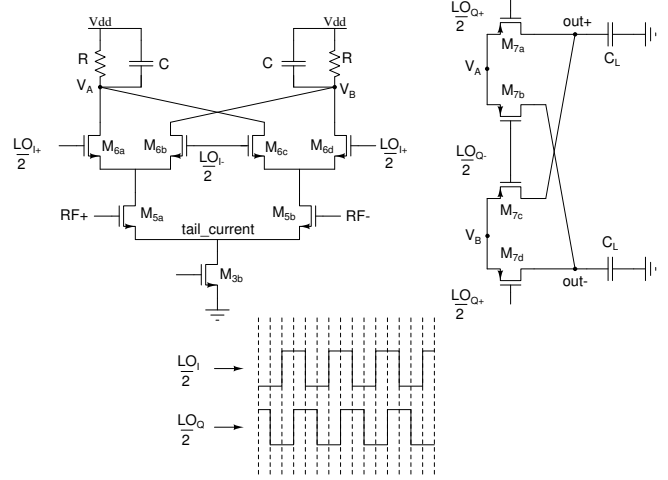 Vdd
R
C
V_A
Vdd
C
R
V_B
LO_I+
2
M_6a
M_6b
LO_I-
2
M_6c
M_6d
LO_I+
2
RF+
M_5a
M_5b
RF-
tail_current
M_3b
LO_Q+
2
M_7a
out+
C_L
V_A
M_7b
LO_Q-
2
M_7c
V_B
M_7d
C_L
out-
LO_Q+
2
LO_I
2
LO_Q
2